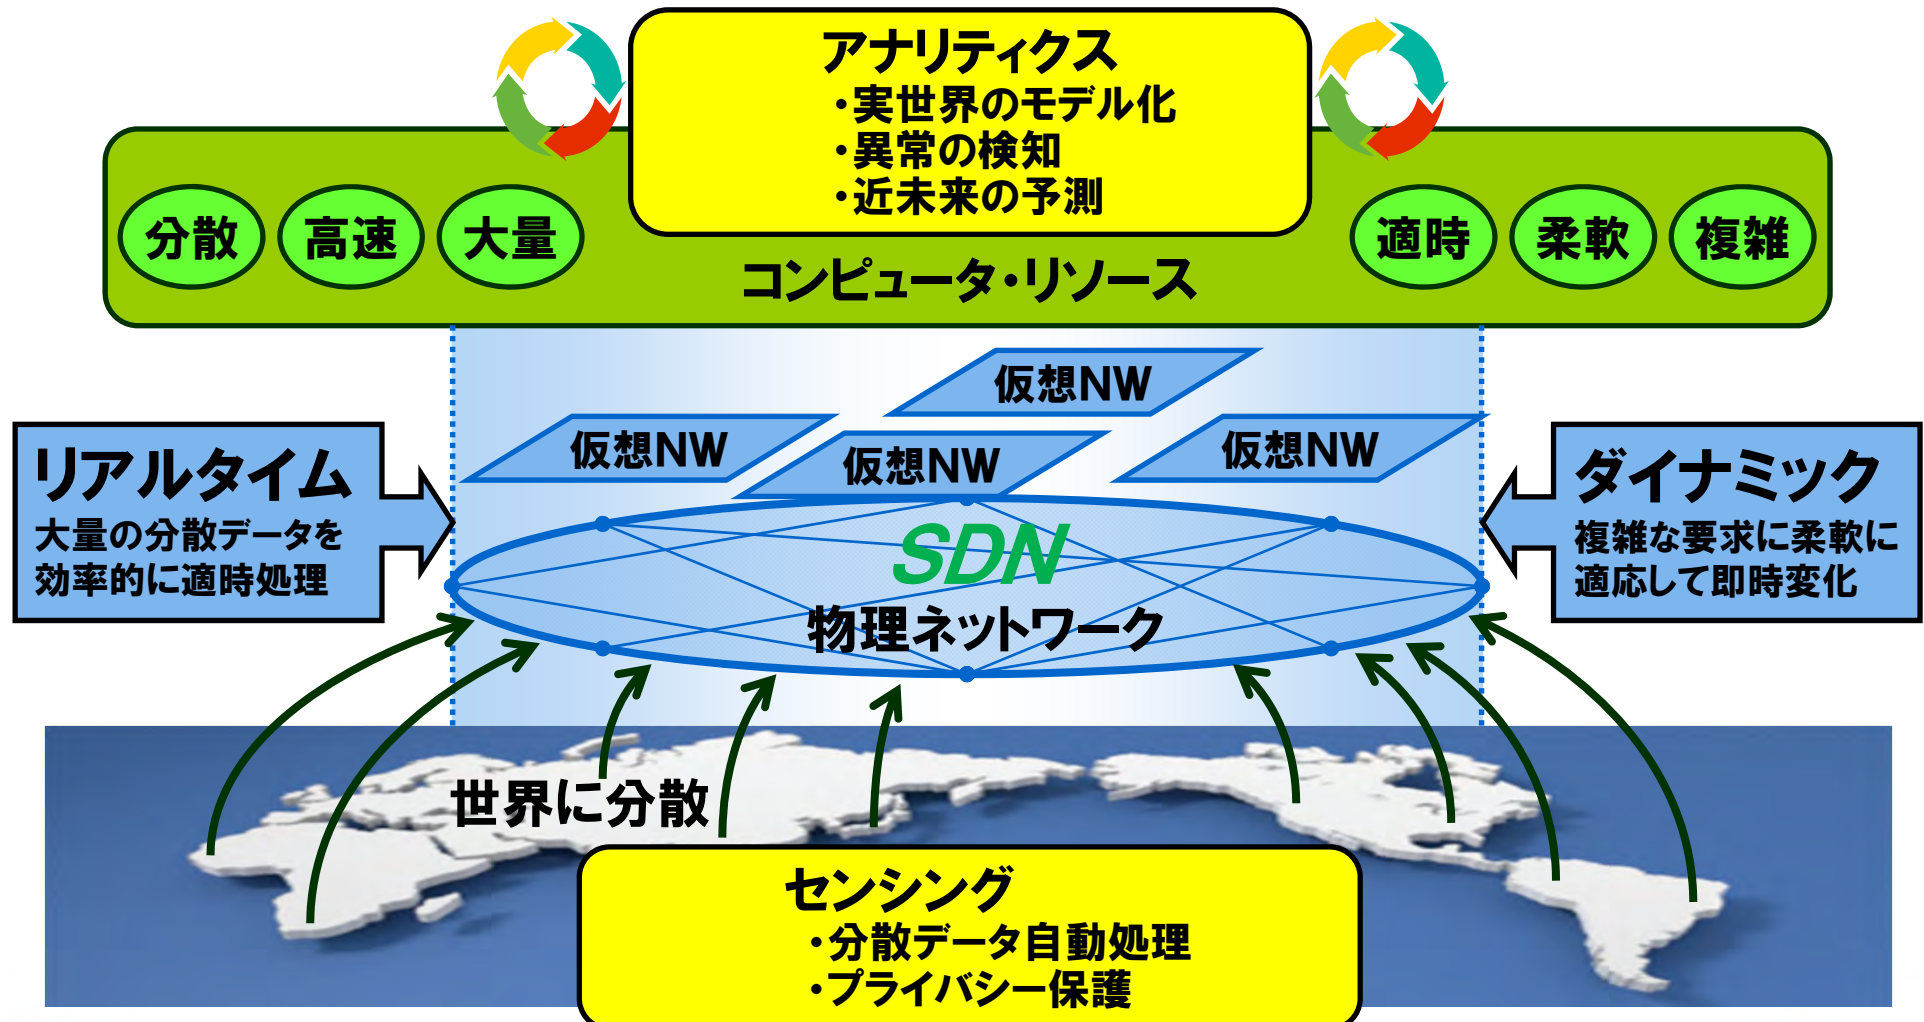 アナリティクス
・実世界のモデル化
・異常の検知
・近未来の予測
分散
高速
大量
適時
柔軟
複雑
コンピュータ・リソース
仮想NW
仮想NW
仮想NW
仮想NW
リアルタイム
大量の分散データを
効率的に適時処理
ダイナミック
複雑な要求に柔軟に
適応して即時変化
SDN
物理ネットワーク
世界に分散
センシング
・分散データ自動処理
・プライバシー保護